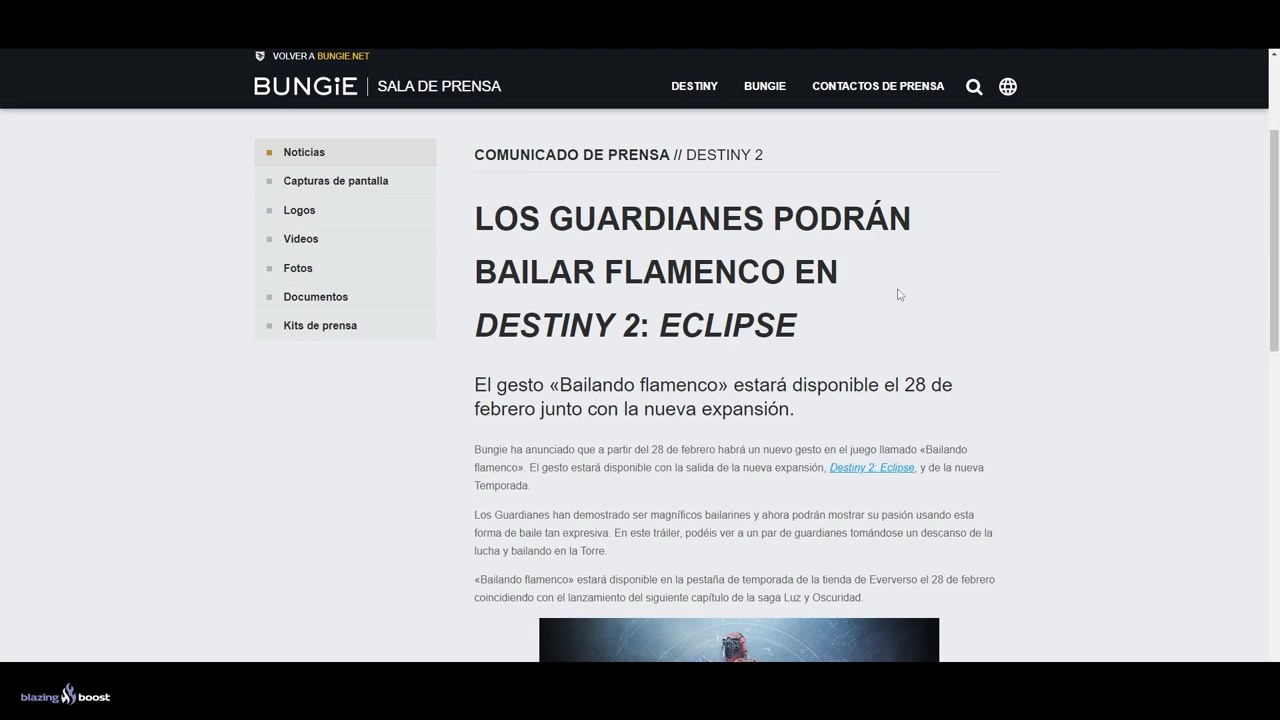 VOLVER A BUNGIE.NET
BUNGiE | SALA DE PRENSA
DESTINY
BUNGIE
CONTACTOS DE PRENSA
Noticias
Capturas de pantalla
Logos
Videos
Fotos
Documentos
Kits de prensa
COMUNICADO DE PRENSA // DESTINY 2
LOS GUARDIANES PODRÁN
BAILAR FLAMENCO EN
DESTINY 2: ECLIPSE
El gesto «Bailando flamenco» estará disponible el 28 de
febrero junto con la nueva expansión.
Bungie ha anunciado que a partir del 28 de febrero habrá un nuevo gesto en el juego llamado «Bailando
flamenco». El gesto estará disponible con la salida de la nueva expansión, Destiny 2: Eclipse, y de la nueva
Temporada.
Los Guardianes han demostrado ser magníficos bailarines y ahora podrán mostrar su pasión usando esta
forma de baile tan expresiva. En este tráiler, podéis ver a un par de guardianes tomándose un descanso de la
lucha y bailando en la Torre.
«Bailando flamenco» estará disponible en la pestaña de temporada de la tienda de Eververso el 28 de febrero
coincidiendo con el lanzamiento del siguiente capítulo de la saga Luz y Oscuridad.
blazing boost